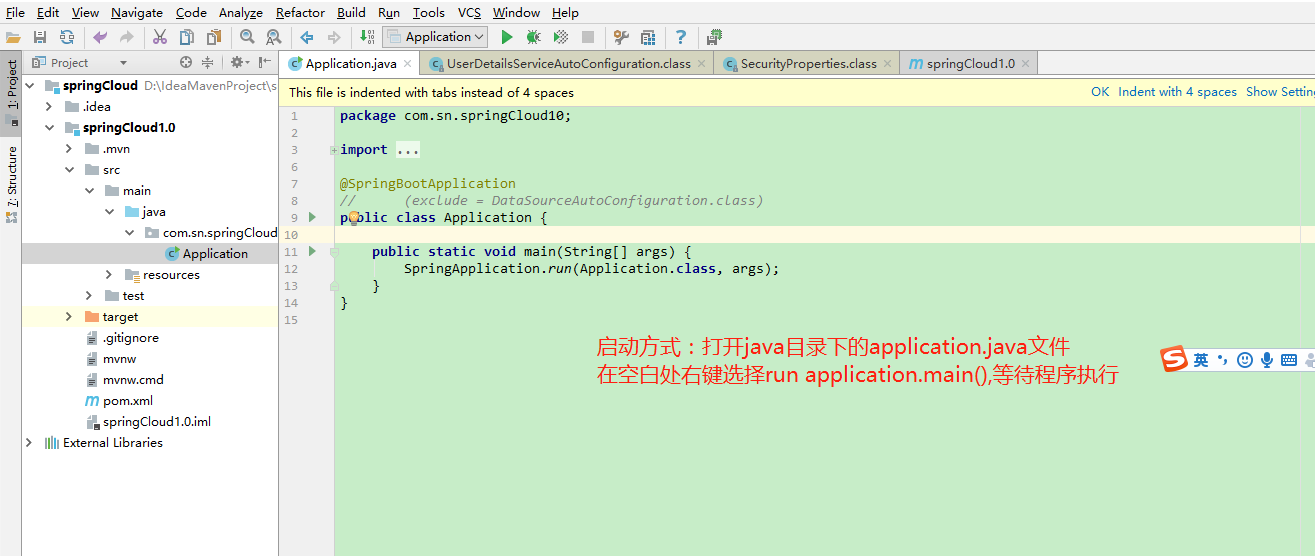 File Edit View Navigate Code Analyze Refactor Build Run Tools VCS Window Help
Application
Project
Application.java
UserDetailsServiceAutoConfiguration.class
SecurityProperties.class
springCloud1.0
1: Project
7: Structure
springCloud D:\IdeaMavenProject\s
.idea
springCloud1.0
.mvn
src
main
java
com.sn.springCloud
Application
resources
test
target
.gitignore
mvnw
mvnw.cmd
pom.xml
springCloud1.0.iml
External Libraries
This file is indented with tabs instead of 4 spaces OK Indent with 4 spaces Show Setting
1 package com.sn.springCloud10;
2
3 import ...
6
7 @SpringBootApplication
8 // (exclude = DataSourceAutoConfiguration.class)
9 public class Application {
10
11 public static void main(String[] args) {
12 SpringApplication.run(Application.class, args);
13 }
14 }
15
启动方式：打开java目录下的application.java文件
在空白处右键选择run application.main(),等待程序执行
英